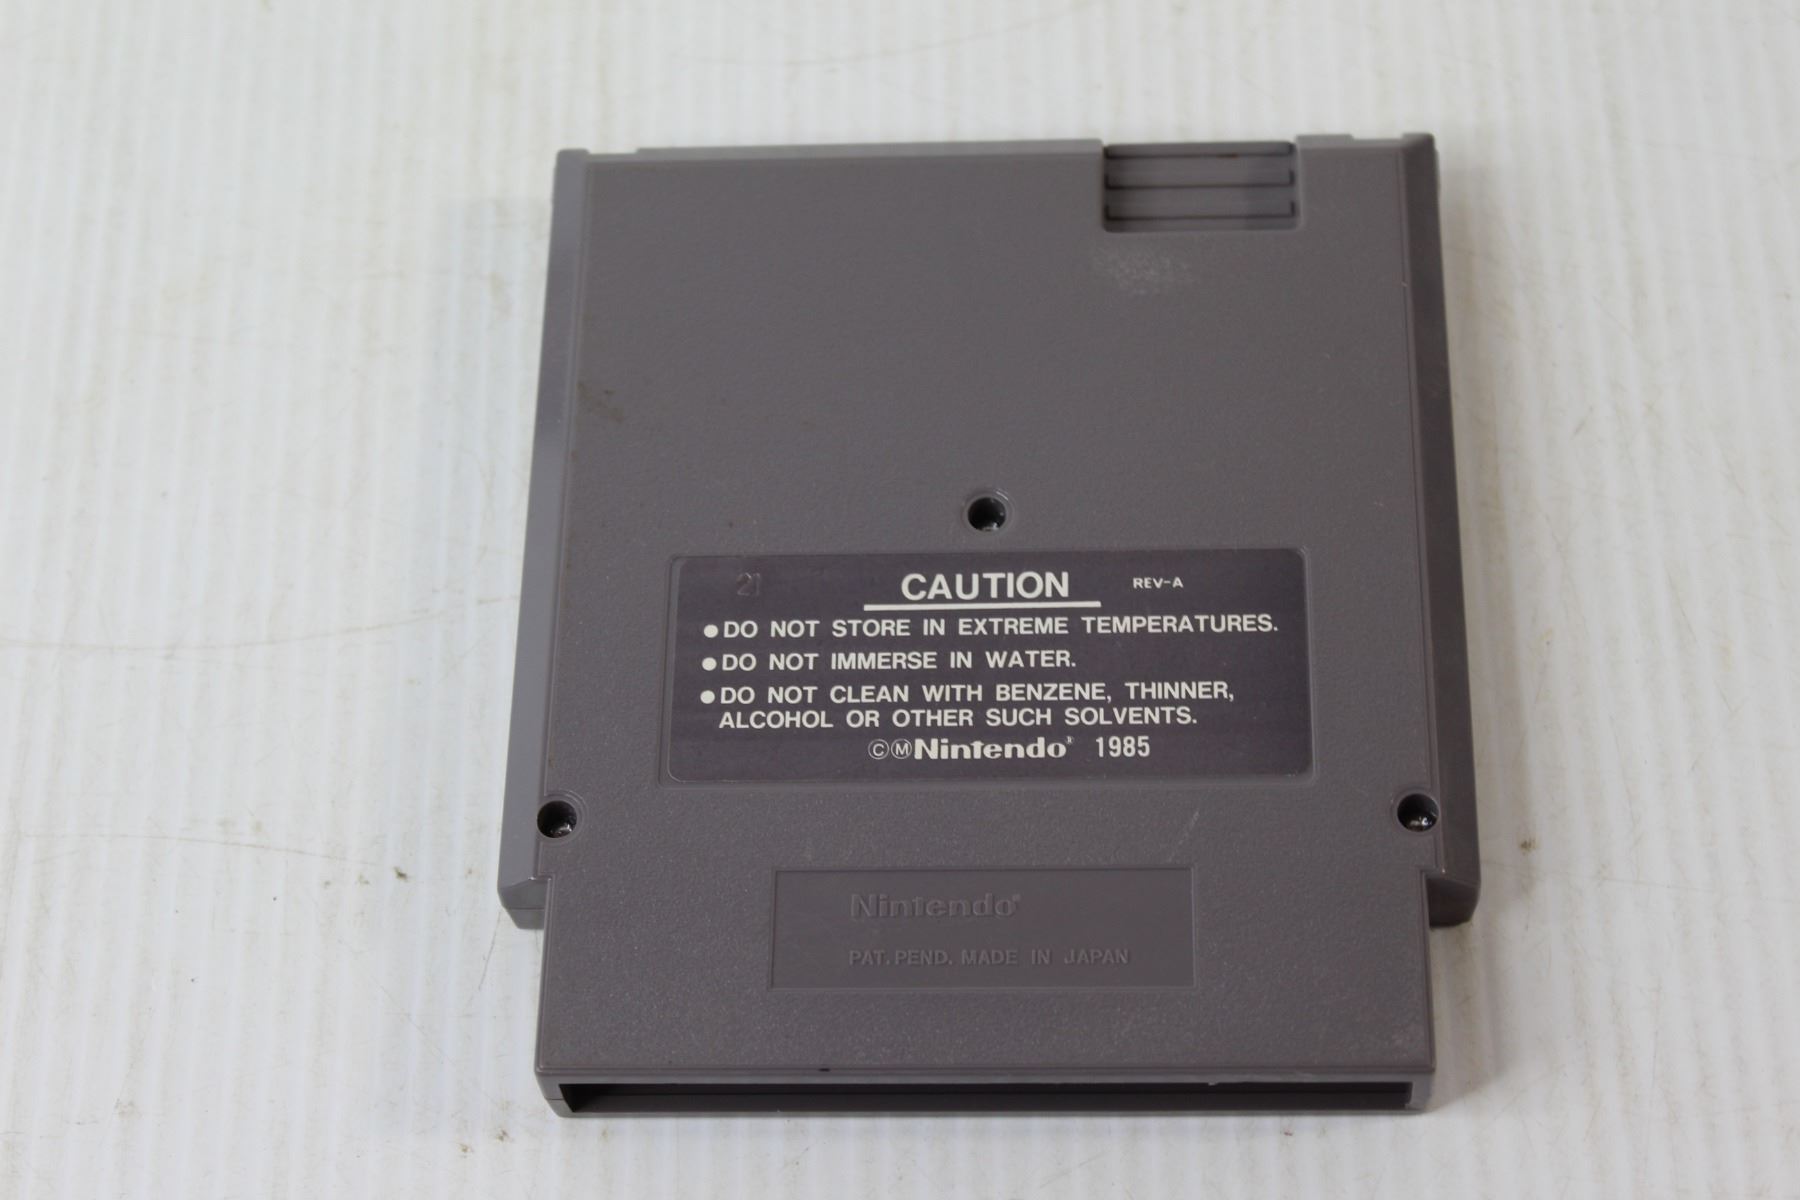 21 CAUTION REV-A
●DO NOT STORE IN EXTREME TEMPERATURES.
●DO NOT IMMERSE IN WATER.
●DO NOT CLEAN WITH BENZENE, THINNER,
ALCOHOL OR OTHER SUCH SOLVENTS.
ⒸⓂNintendo® 1985
Nintendo®
PAT. PEND. MADE IN JAPAN